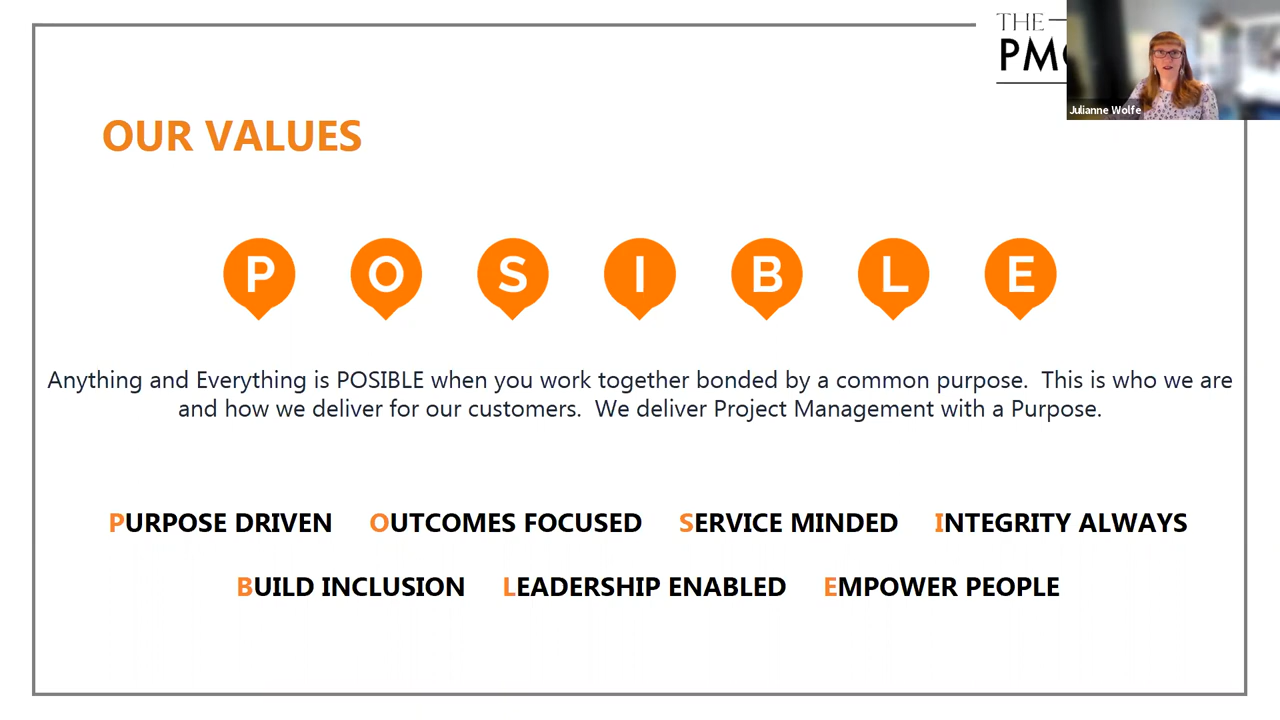 THE
PMO
Julianne Wolfe
OUR VALUES
P O S I B L E
Anything and Everything is POSIBLE when you work together bonded by a common purpose.  This is who we are
and how we deliver for our customers.  We deliver Project Management with a Purpose.
PURPOSE DRIVEN OUTCOMES FOCUSED SERVICE MINDED INTEGRITY ALWAYS
BUILD INCLUSION LEADERSHIP ENABLED EMPOWER PEOPLE